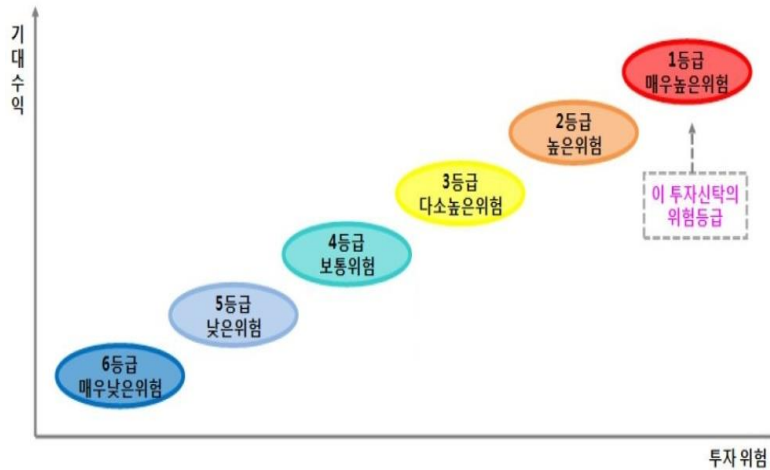 기대수익
1등급
매우높은위험
2등급
높은위험
3등급
다소높은위험
이 투자신탁의
위험등급
4등급
보통위험
5등급
낮은위험
6등급
매우낮은위험
투자 위험